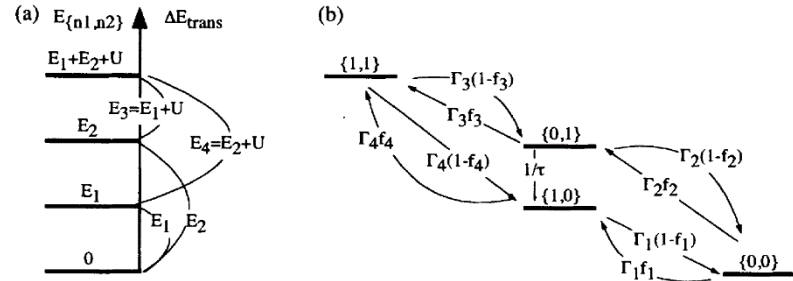 (a)
E{n1,n2}
ΔEtrans
E1+E2+U
E3=E1+U
E2
E4=E2+U
E1
E1
E2
0
(b)
{1,1}
Γ3(1-f3)
Γ3f3
{0,1}
Γ4f4
Γ4(1-f4)
1/τ
Γ2(1-f2)
Γ2f2
{1,0}
Γ1(1-f1)
{0,0}
Γ1f1